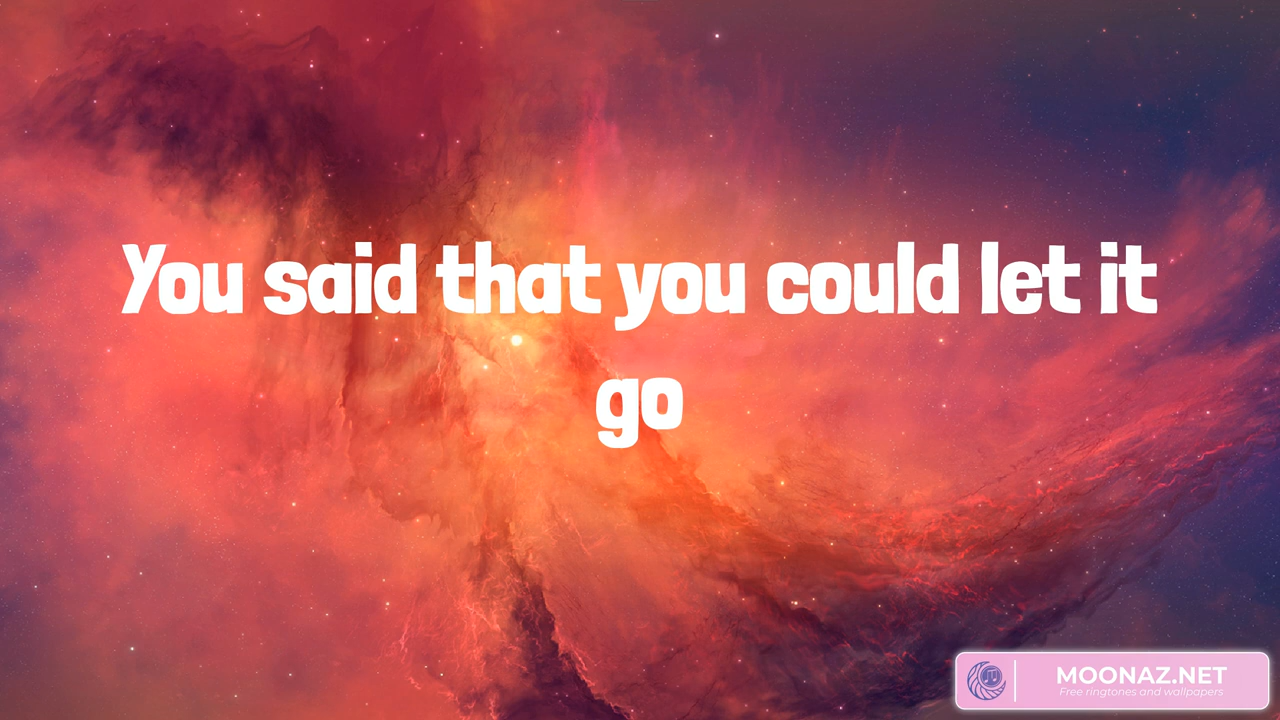 You said that you could let it
go
MOONAZ.NET
Free ringtones and wallpapers